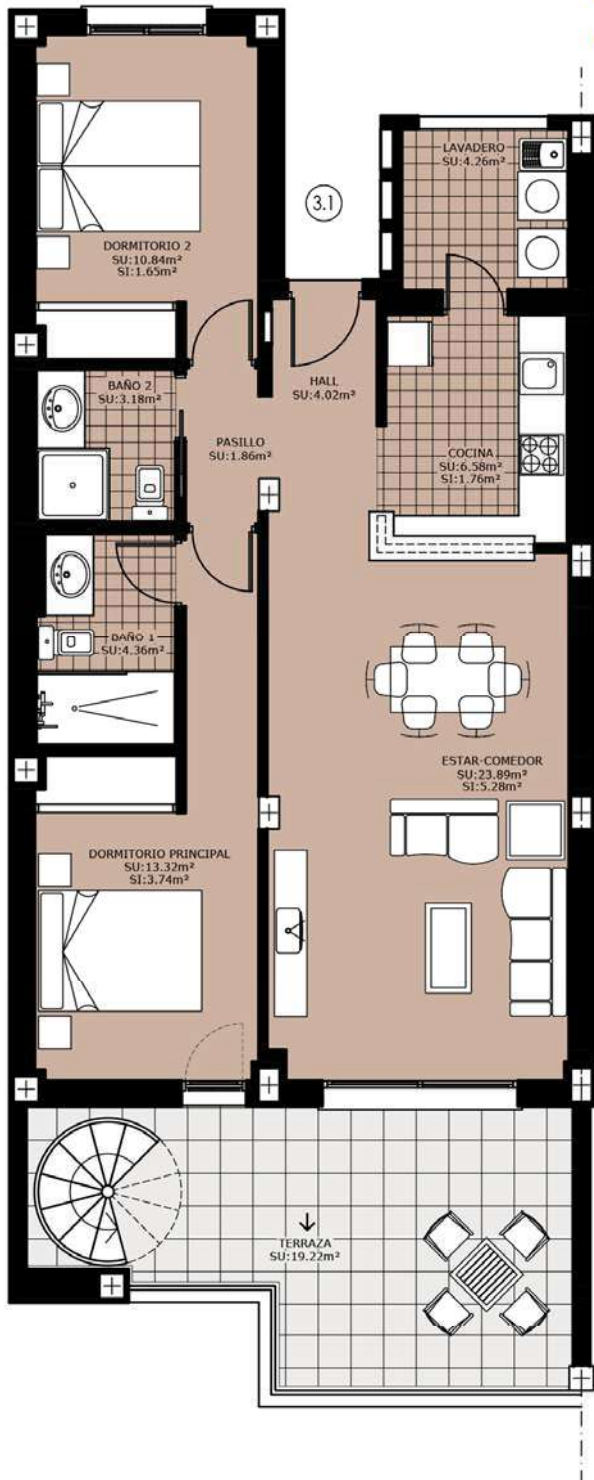 LAVADERO
SU:4.26m²
3.1
DORMITORIO 2
SU:10.84m²
SI:1.65m²
HALL
SU:4.02m²
BAÑO 2
SU:3.18m²
PASILLO
SU:1.86m²
COCINA
SU:6.58m²
SI:1.76m²
BAÑO 1
SU:4.36m²
ESTAR-COMEDOR
SU:23.89m²
SI:5.28m²
DORMITORIO PRINCIPAL
SU:13.32m²
SI:3.74m²
TERRAZA
SU:19.22m²